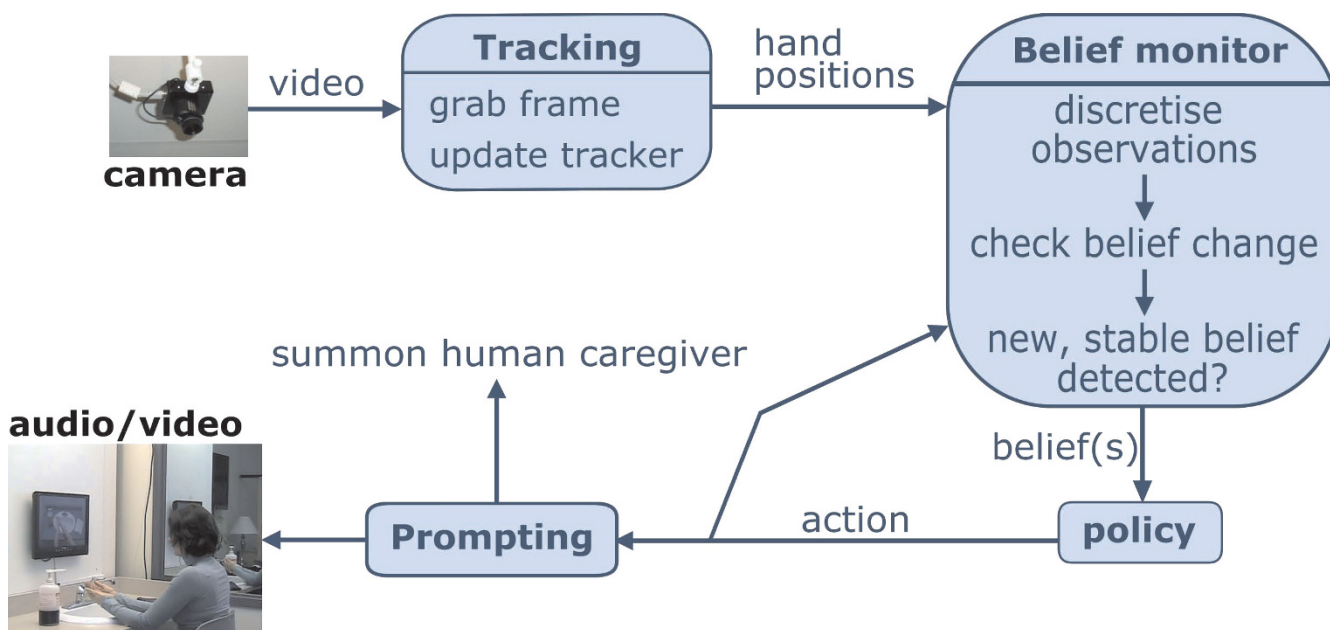 Tracking
grab frame
update tracker
video
camera
hand
positions
Belief monitor
discretise
observations
check belief change
new, stable belief
detected?
belief(s)
policy
action
Prompting
summon human caregiver
audio/video